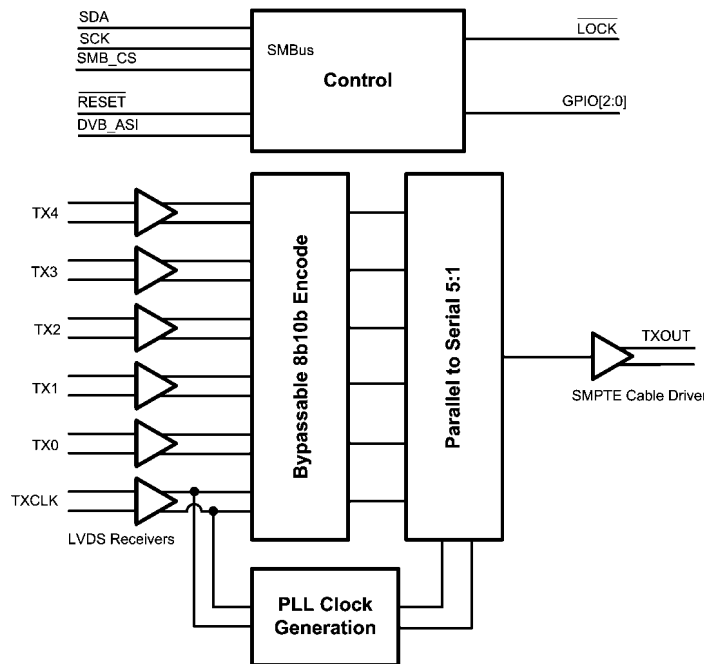 SDA
SCK
SMB_CS
RESET
DVB_ASI
SMBus
Control
LOCK
GPIO[2:0]
TX4
TX3
TX2
TX1
TX0
TXCLK
LVDS Receivers
Bypassable 8b10b Encode
Parallel to Serial 5:1
TXOUT
SMPTE Cable Driver
PLL Clock
Generation